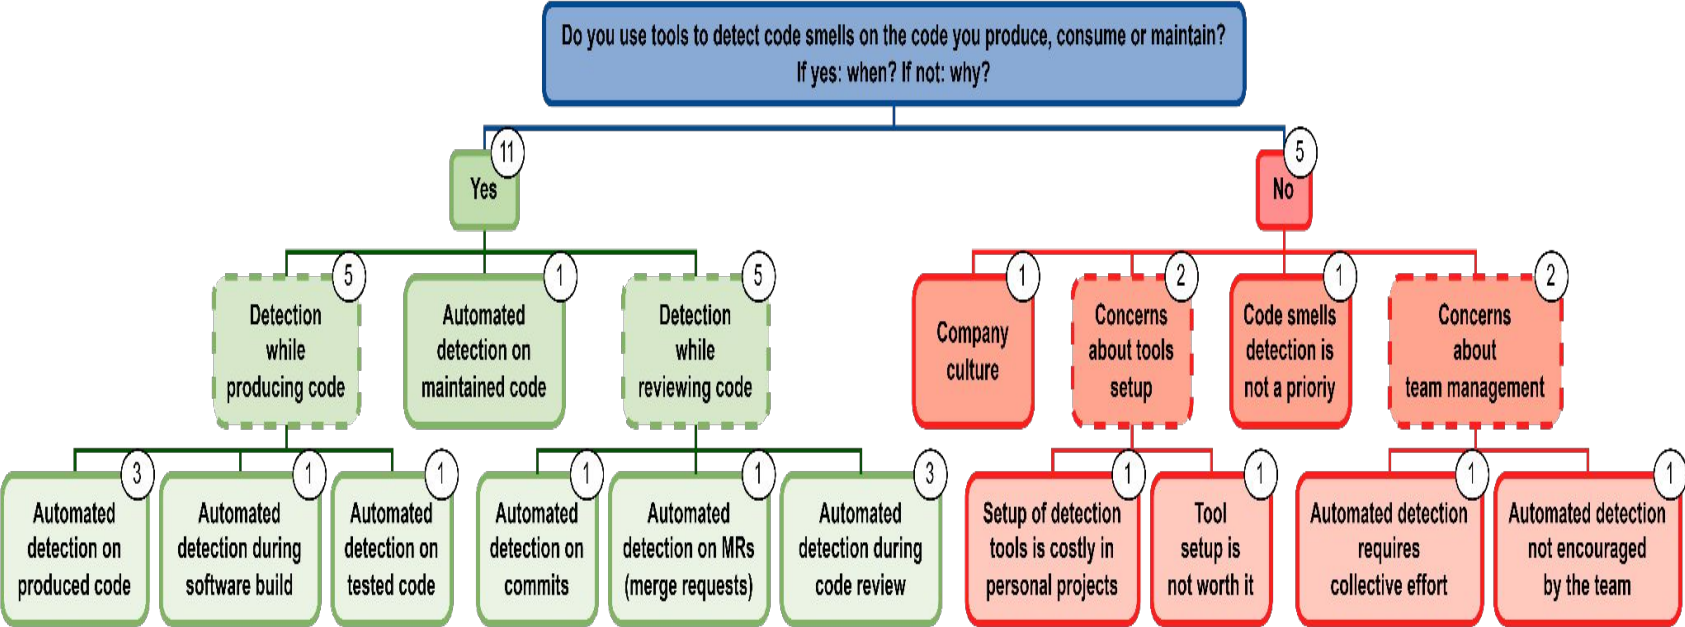 Do you use tools to detect code smells on the code you produce, consume or maintain?
If yes: when? If not: why?
11
Yes
5
No
5
Detection
while
producing code
1
Automated
detection on
maintained code
5
Detection
while
reviewing code
1
Company
culture
2
Concerns
about tools
setup
1
Code smells
detection is
not a prioriy
2
Concerns
about
team management
3
Automated
detection on
produced code
1
Automated
detection during
software build
1
Automated
detection on
tested code
1
Automated
detection on
commits
1
Automated
detection on MRs
(merge requests)
3
Automated
detection during
code review
1
Setup of detection
tools is costly in
personal projects
1
Tool
setup is
not worth it
1
Automated detection
requires
collective effort
1
Automated detection
not encouraged
by the team